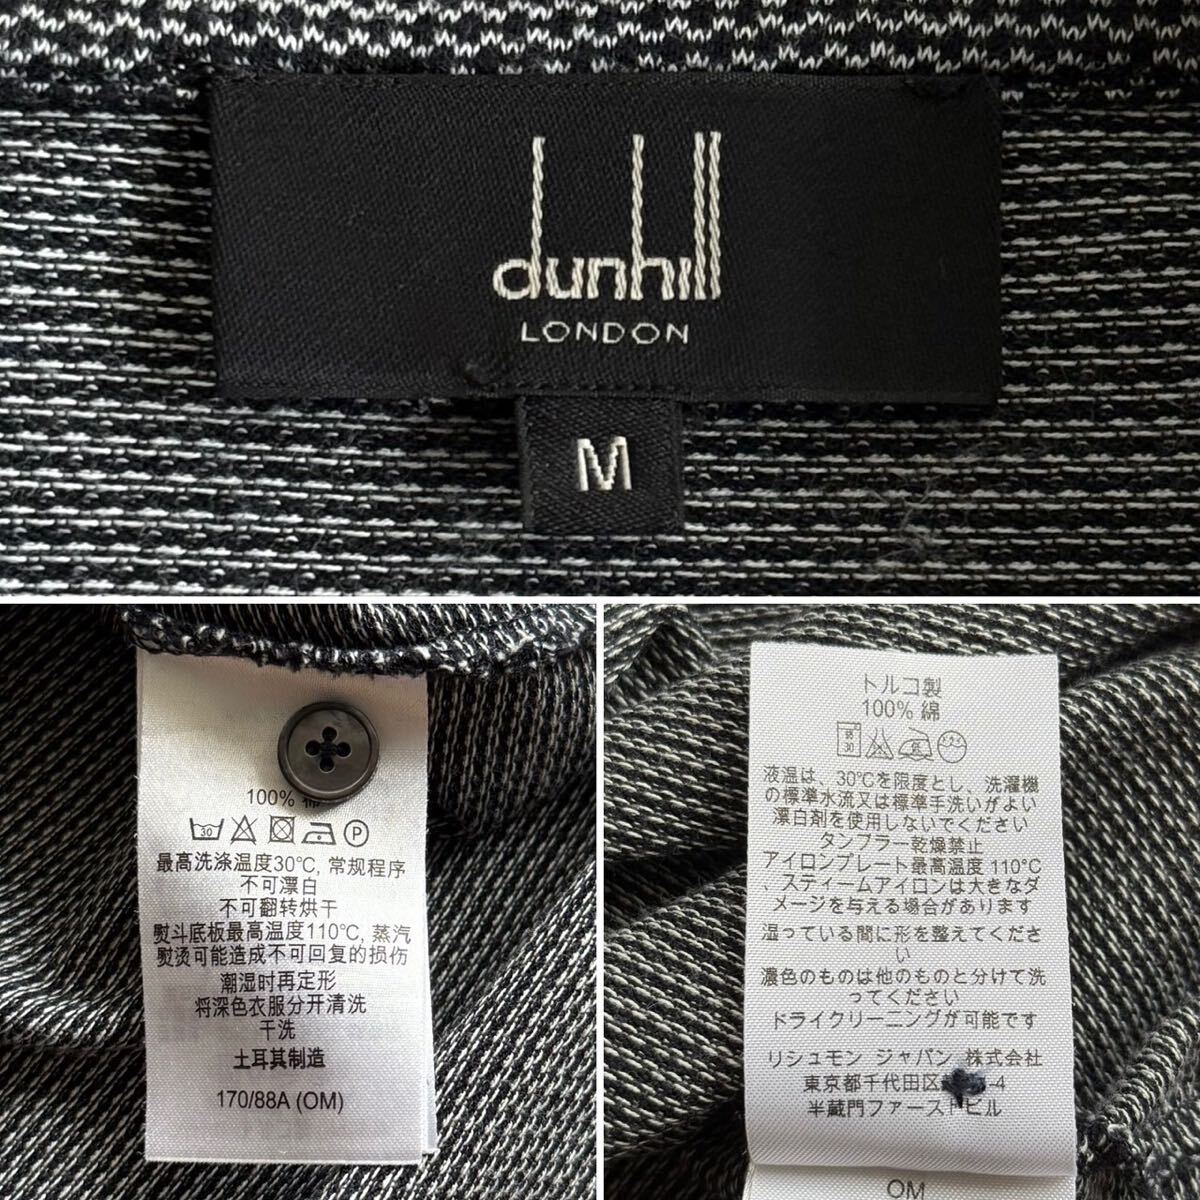 dunhill
LONDON
M
100% 棉
30
P
最高洗涤温度30℃, 常规程序
不可漂白
不可翻转烘干
熨斗底板最高温度110℃, 蒸汽
熨烫可能造成不可回复的损伤
潮湿时再定形
将深色衣服分开清洗
干洗
土耳其制造
170/88A (OM)
トルコ製
100% 綿
30
液温は、30℃を限度とし、洗濯機
の標準水流又は標準手洗いがよい
漂白剤を使用しないでください
タンブラー乾燥禁止
アイロンプレート最高温度 110℃
、スティームアイロンは大きなダ
メージを与える場合があります
湿っている間に形を整えてくださ
い
濃色のものは他のものと分けて洗
ってください
ドライクリーニングが可能です
リシュモン ジャパン 株式会社
東京都千代田区 -4
半蔵門ファーストビル
OM